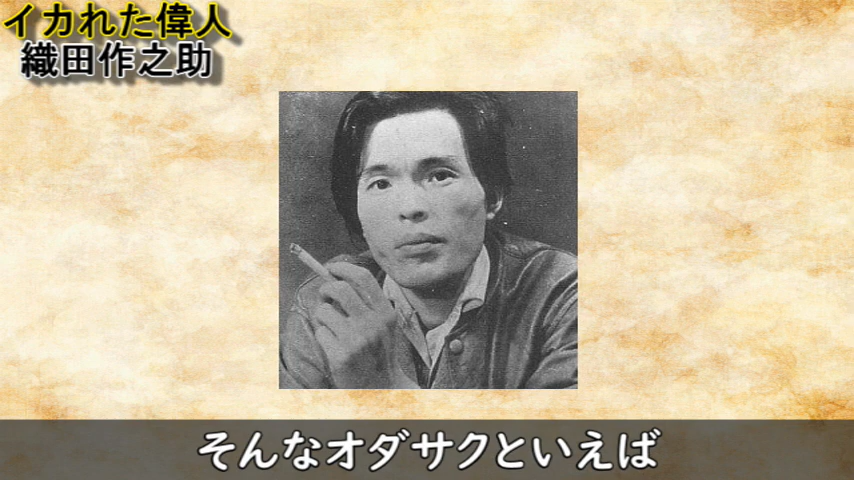 イカれた偉人
織田作之助
そんなオダサクといえば